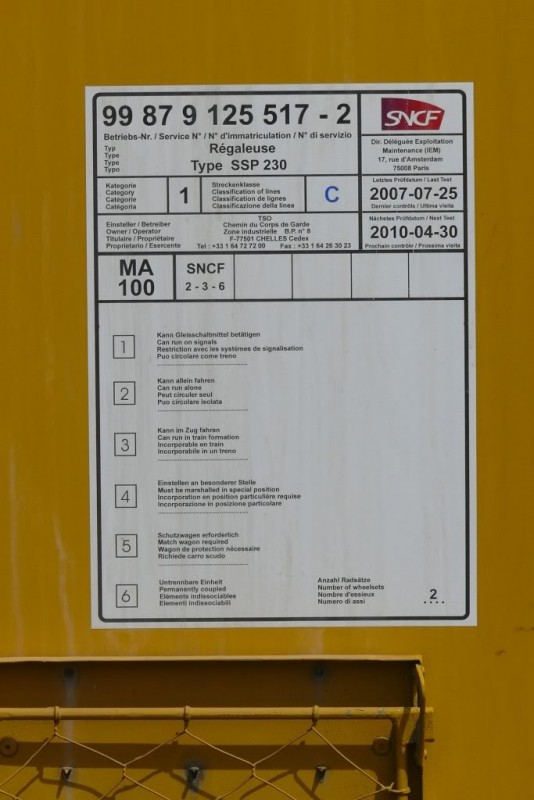 99 87 9 125 517 - 2
Betriebs-Nr. / Service N° / N° d'immatriculation / N° di servizio
Typ
Type
Type
Tipo
Régaleuse
Type SSP 230
SNCF
Dir. Déléguée Exploitation
Maintenance (IEM)
17, rue d'Amsterdam
75008 Paris
Kategorie
Category
Catégorie
Catégoria
1
Streckenklasse
Classification of lines
Classification de lignes
Classificazione della linea
C
Letztes Prüfdatum / Last Test
2007-07-25
Dernier contrôle / Ultima visita
Einsteller / Betreiber
Owner / Operator
Titulaire / Propriétaire
Proprietario / Esercente
TSO
Chemin du Corps de Garde
Zone industrielle B.P. n° 8
F-77501 CHELLES Cedex
Tel : +33 1 64 72 72 00 Fax : +33 1 64 26 30 23
Nächstes Prüfdatum / Next Test
2010-04-30
Prochain contrôle / Prossima visita
MA
100
SNCF
2 - 3 - 6
1
Kann Gleisschaltmittel betätigen
Can run on signals
Restriction avec les systèmes de signalisation
Puo circolare come treno
2
Kann allein fahren
Can run alone
Peut circuler seul
Puo circolare isolata
3
Kann im Zug fahren
Can run in train formation
Incorporable en train
Incorporabile in un treno
4
Einstellen an besonderer Stelle
Must be marshalled in special position
Incorporation en position particulière requise
Incorporazione in posizione particolare
5
Schutzwagen erforderlich
Match wagon required
Wagon de protection nécessaire
Richiede carro scudo
6
Untrennbare Einheit
Permanently coupled
Eléments indissociables
Elementi indissociabili
Anzahl Radsätze
Number of wheelsets
Nombre d'essieux
Numero di assi
2